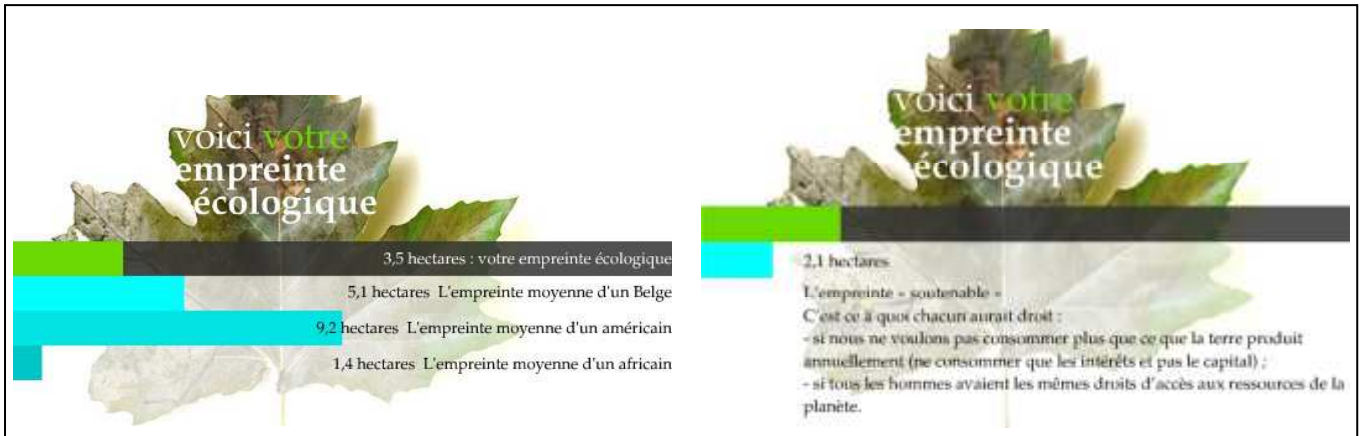 voici votre
empreinte
écologique
3,5 hectares : votre empreinte écologique
5,1 hectares L'empreinte moyenne d'un Belge
9,2 hectares L'empreinte moyenne d'un américain
1,4 hectares L'empreinte moyenne d'un africain
voici votre
empreinte
écologique
2,1 hectares
L'empreinte « soutenable »
C'est ce à quoi chacun aurait droit :
- si nous ne voulons pas consommer plus que ce que la terre produit
annuellement (ne consommer que les intérêts et pas le capital) ;
- si tous les hommes avaient les mêmes droits d'accès aux ressources de la
planète.